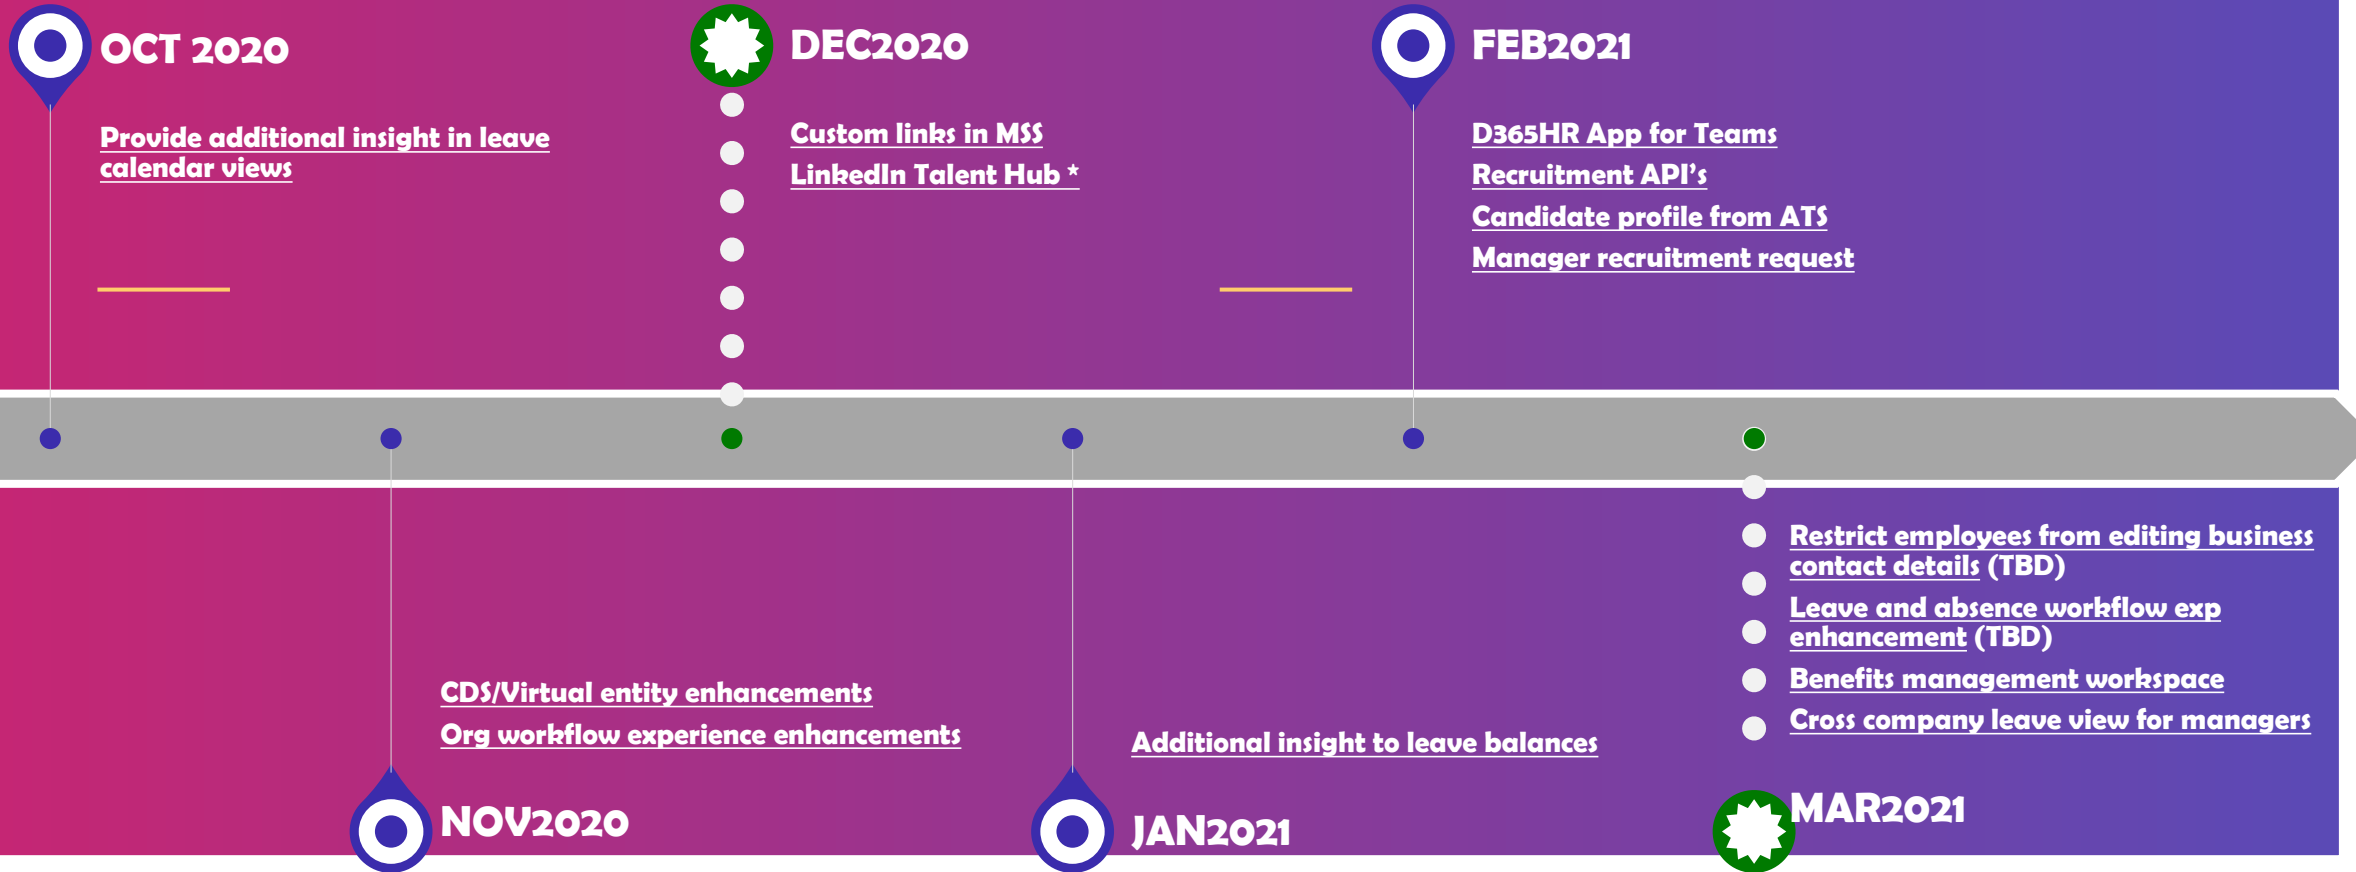 OCT 2020
Provide additional insight in leave
calendar views
DEC2020
Custom links in MSS
LinkedIn Talent Hub *
FEB2021
D365HR App for Teams
Recruitment API’s
Candidate profile from ATS
Manager recruitment request
CDS/Virtual entity enhancements
Org workflow experience enhancements
NOV2020
Additional insight to leave balances
JAN2021
Restrict employees from editing business
contact details (TBD)
Leave and absence workflow exp
enhancement (TBD)
Benefits management workspace
Cross company leave view for managers
MAR2021